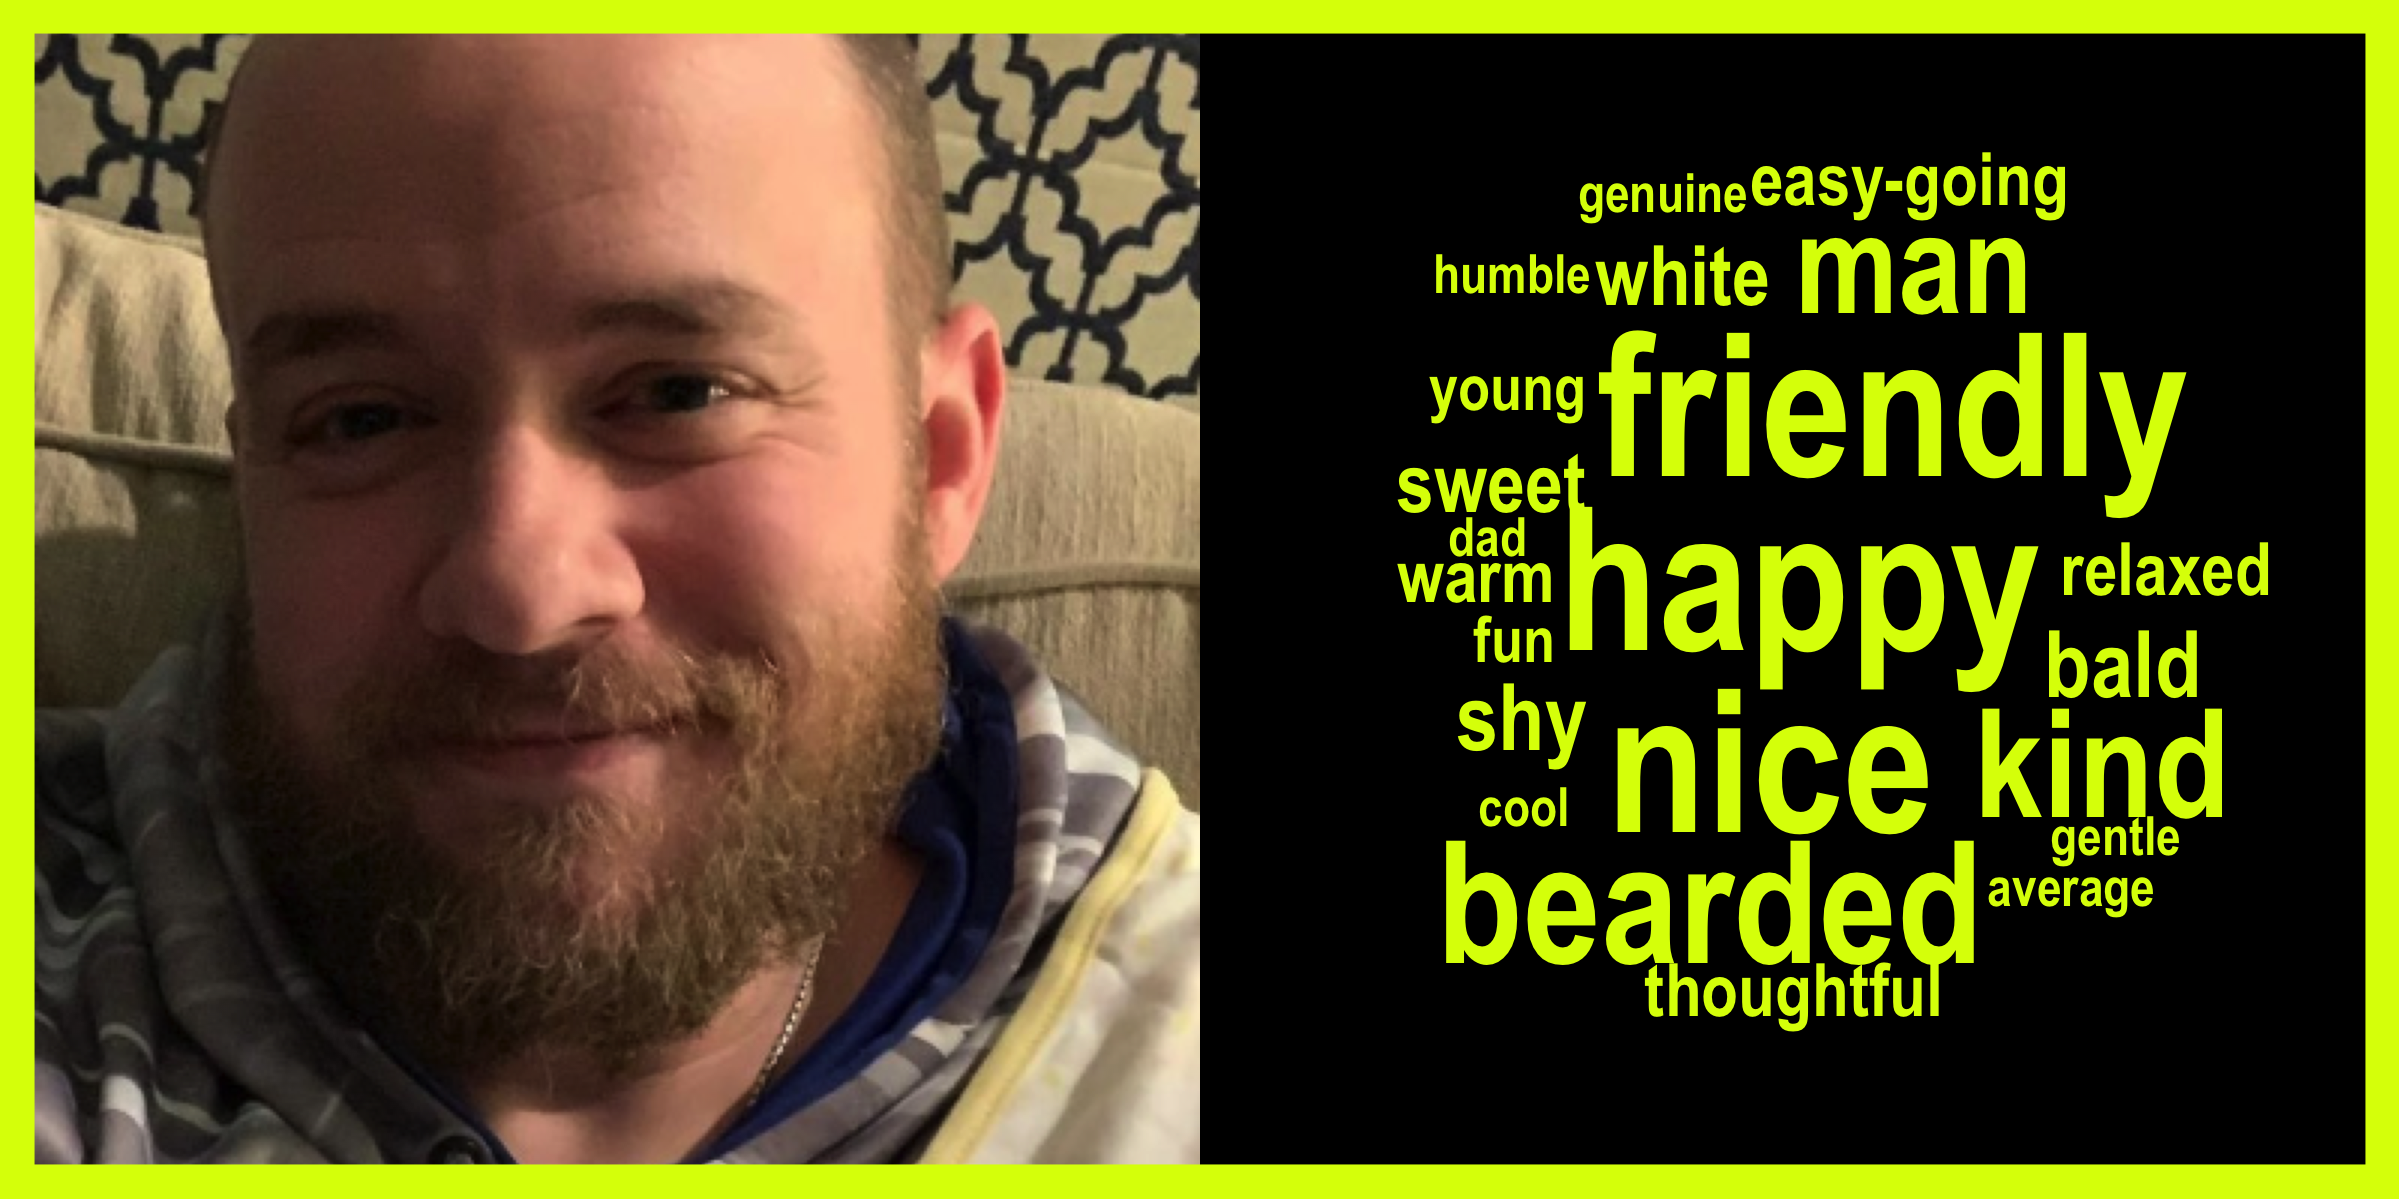 genuine easy-going
humble white man
young friendly
sweet
dad
warm happy relaxed
fun
bald
shy nice kind
cool
gentle
bearded average
thoughtful